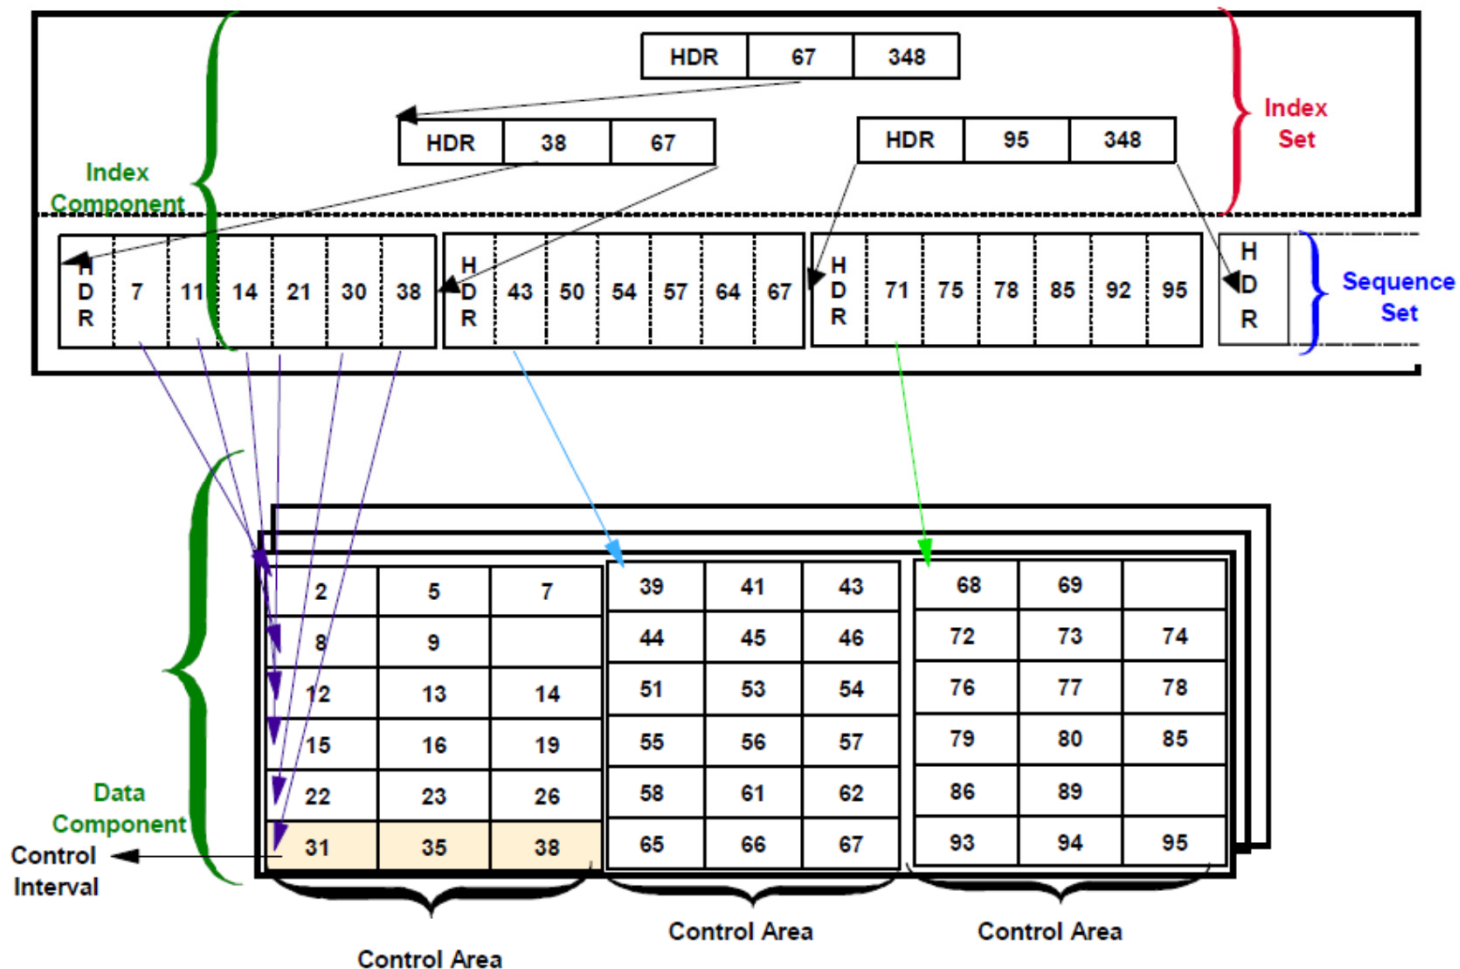 HDR 67 348
Index
Set
HDR 38 67
HDR 95 348
Index
Component
H
D
R
7 11 14 21 30 38
H
D
R
43 50 54 57 64 67
H
D
R
71 75 78 85 92 95
H
D
R
Sequence
Set
2 5 7
8 9
12 13 14
15 16 19
22 23 26
31 35 38
39 41 43
44 45 46
51 53 54
55 56 57
58 61 62
65 66 67
68 69
72 73 74
76 77 78
79 80 85
86 89
93 94 95
Data
Component
Control
Interval
Control Area
Control Area
Control Area